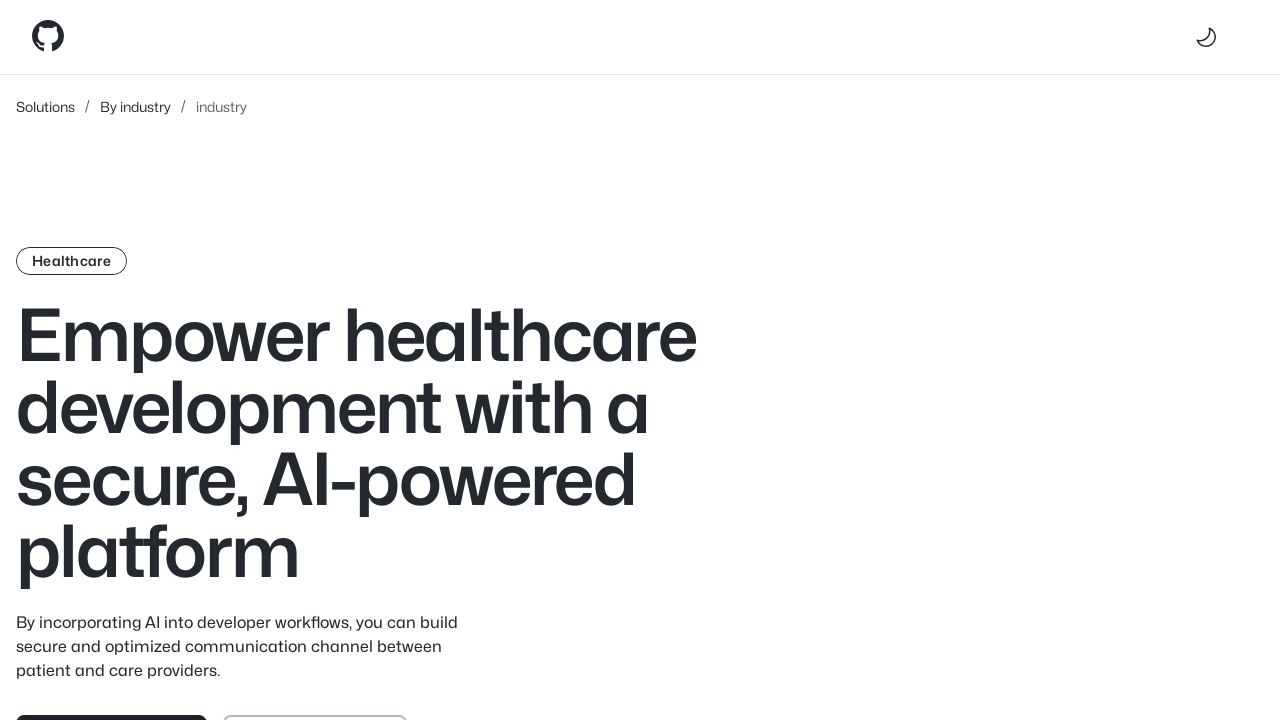 Solutions / By industry / industry
Healthcare
Empower healthcare
development with a
secure, AI-powered
platform
By incorporating AI into developer workflows, you can build
secure and optimized communication channel between
patient and care providers.